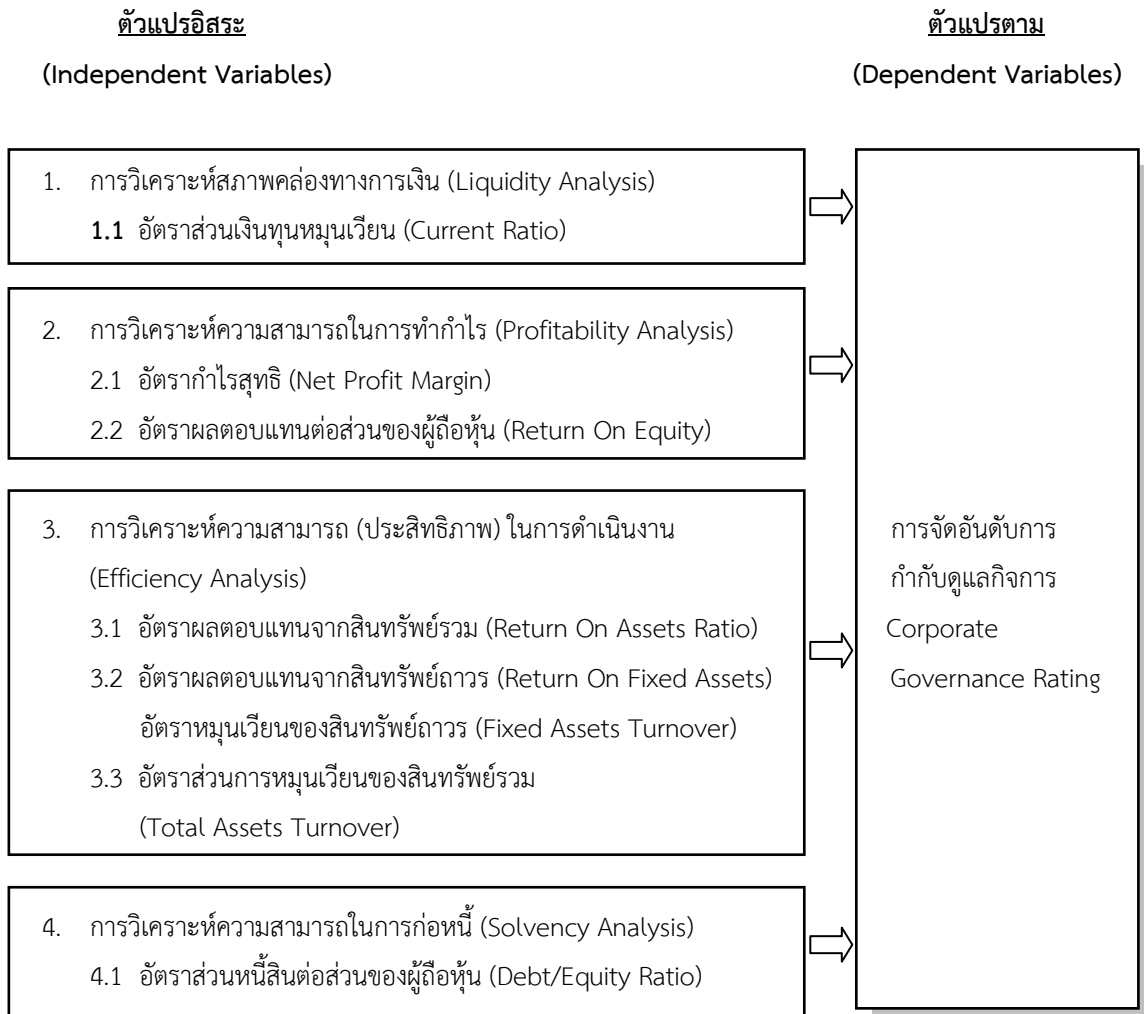 ตัวแปรอิสระ
(Independent Variables)
ตัวแปรตาม
(Dependent Variables)
1. การวิเคราะห์สภาพคล่องทางการเงิน (Liquidity Analysis)
1.1 อัตราส่วนเงินทุนหมุนเวียน (Current Ratio)
2. การวิเคราะห์ความสามารถในการทำกำไร (Profitability Analysis)
2.1 อัตรากำไรสุทธิ (Net Profit Margin)
2.2 อัตราผลตอบแทนต่อส่วนของผู้ถือหุ้น (Return On Equity)
3. การวิเคราะห์ความสามารถ (ประสิทธิภาพ) ในการดำเนินงาน
(Efficiency Analysis)
3.1 อัตราผลตอบแทนจากสินทรัพย์รวม (Return On Assets Ratio)
3.2 อัตราผลตอบแทนจากสินทรัพย์ถาวร (Return On Fixed Assets)
อัตราหมุนเวียนของสินทรัพย์ถาวร (Fixed Assets Turnover)
3.3 อัตราส่วนการหมุนเวียนของสินทรัพย์รวม
(Total Assets Turnover)
4. การวิเคราะห์ความสามารถในการก่อหนี้ (Solvency Analysis)
4.1 อัตราส่วนหนี้สินต่อส่วนของผู้ถือหุ้น (Debt/Equity Ratio)
การจัดอันดับการ
กำกับดูแลกิจการ
Corporate
Governance Rating